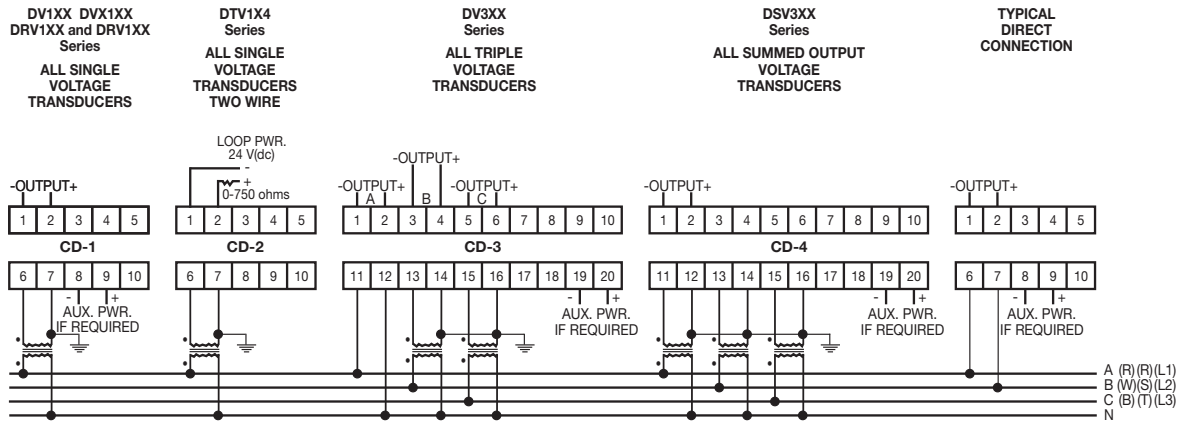 DV1XX DVX1XX
DRV1XX and DRV1XX
Series
ALL SINGLE
VOLTAGE
TRANSDUCERS
DTV1X4
Series
ALL SINGLE
VOLTAGE
TRANSDUCERS
TWO WIRE
DV3XX
Series
ALL TRIPLE
VOLTAGE
TRANSDUCERS
DSV3XX
Series
ALL SUMMED OUTPUT
VOLTAGE
TRANSDUCERS
TYPICAL
DIRECT
CONNECTION
-OUTPUT+
1 2 3 4 5
CD-1
6 7 8 9 10
- +
AUX. PWR.
IF REQUIRED
LOOP PWR.
24 V(dc)
-
+
0-750 ohms
1 2 3 4 5
CD-2
6 7 8 9 10
-OUTPUT+
-OUTPUT+ -OUTPUT+
A B C
1 2 3 4 5 6 7 8 9 10
CD-3
11 12 13 14 15 16 17 18 19 20
- +
AUX. PWR.
IF REQUIRED
-OUTPUT+
1 2 3 4 5 6 7 8 9 10
CD-4
11 12 13 14 15 16 17 18 19 20
- +
AUX. PWR.
IF REQUIRED
-OUTPUT+
1 2 3 4 5
6 7 8 9 10
- +
AUX. PWR.
IF REQUIRED
A (R)(R)(L1)
B (W)(S)(L2)
C (B)(T)(L3)
N